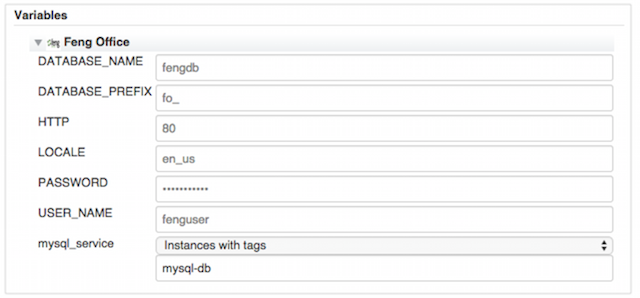 Variables
Feng Office
DATABASE_NAME fengdb
DATABASE_PREFIX fo_
HTTP 80
LOCALE en_us
PASSWORD •••••••••••
USER_NAME fenguser
mysql_service Instances with tags
mysql-db